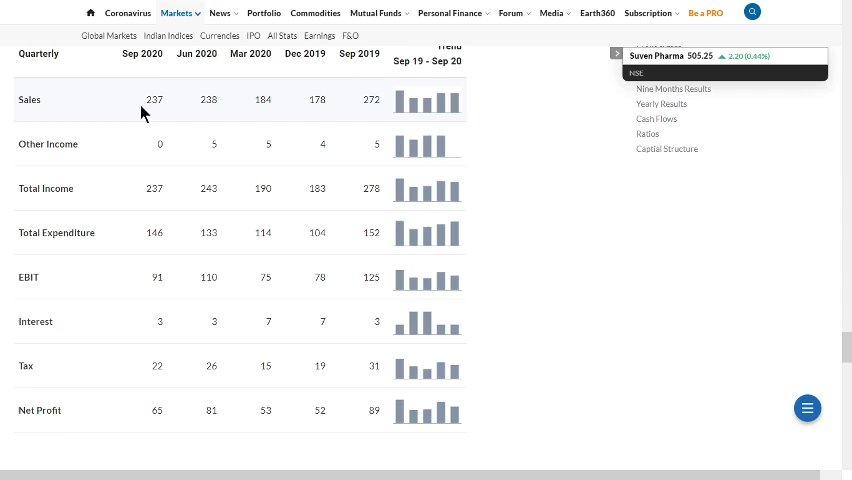 Coronavirus Markets News Portfolio Commodities Mutual Funds Personal Finance Forum Media Earth360 Subscription Be a PRO
Global Markets Indian Indices Currencies IPO All Stats Earnings F&O
Quarterly Sep 2020 Jun 2020 Mar 2020 Dec 2019 Sep 2019 Trend
Sep 19 - Sep 20
Sales 237 238 184 178 272
Other Income 0 5 5 4 5
Total Income 237 243 190 183 278
Total Expenditure 146 133 114 104 152
EBIT 91 110 75 78 125
Interest 3 3 7 7 3
Tax 22 26 15 19 31
Net Profit 65 81 53 52 89
Suven Pharma 505.25 2.20 (0.44%)
NSE
Nine Months Results
Yearly Results
Cash Flows
Ratios
Captial Structure